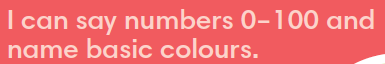 I can say numbers 0–100 and
name basic colours.